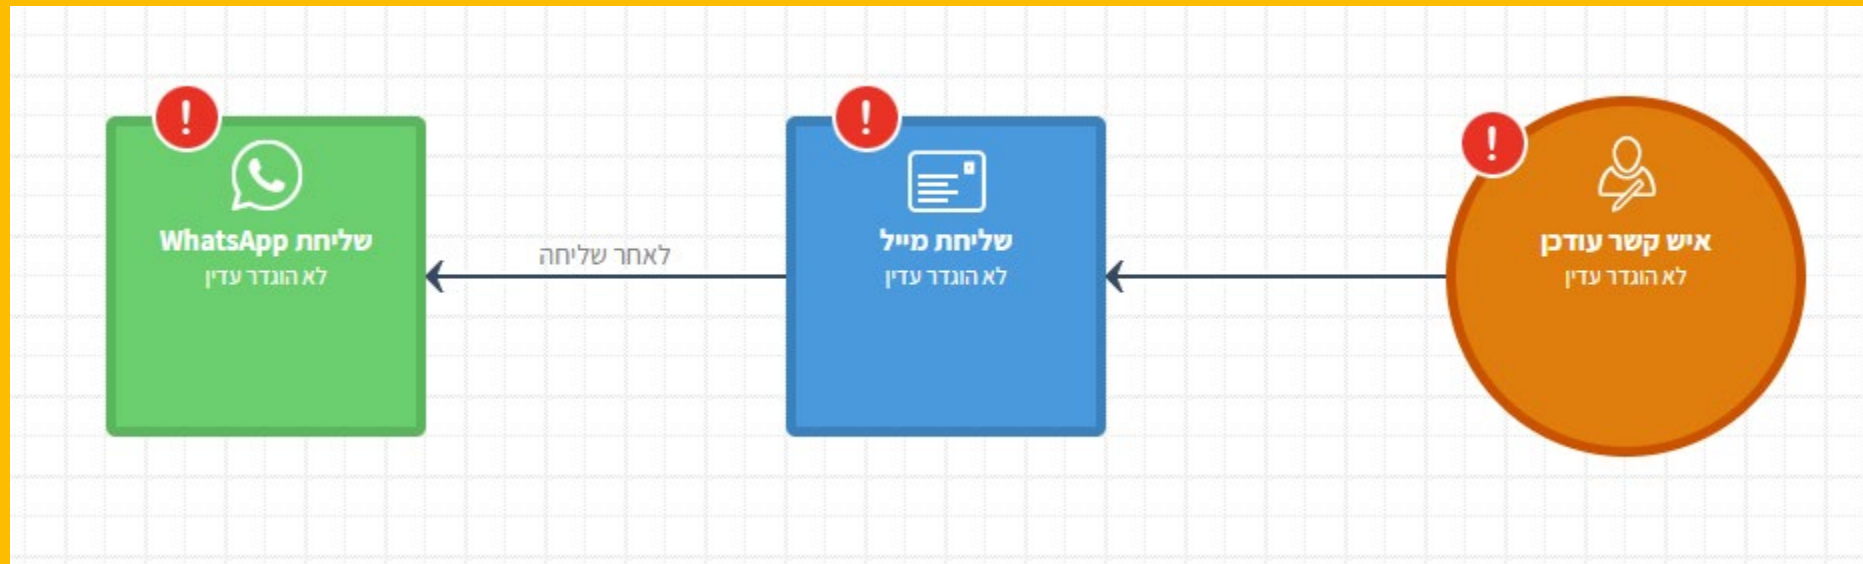 איש קשר עודכן
לא הוגדר עדין
שליחת מייל
לא הוגדר עדין
לאחר שליחה
שליחת WhatsApp
לא הוגדר עדין